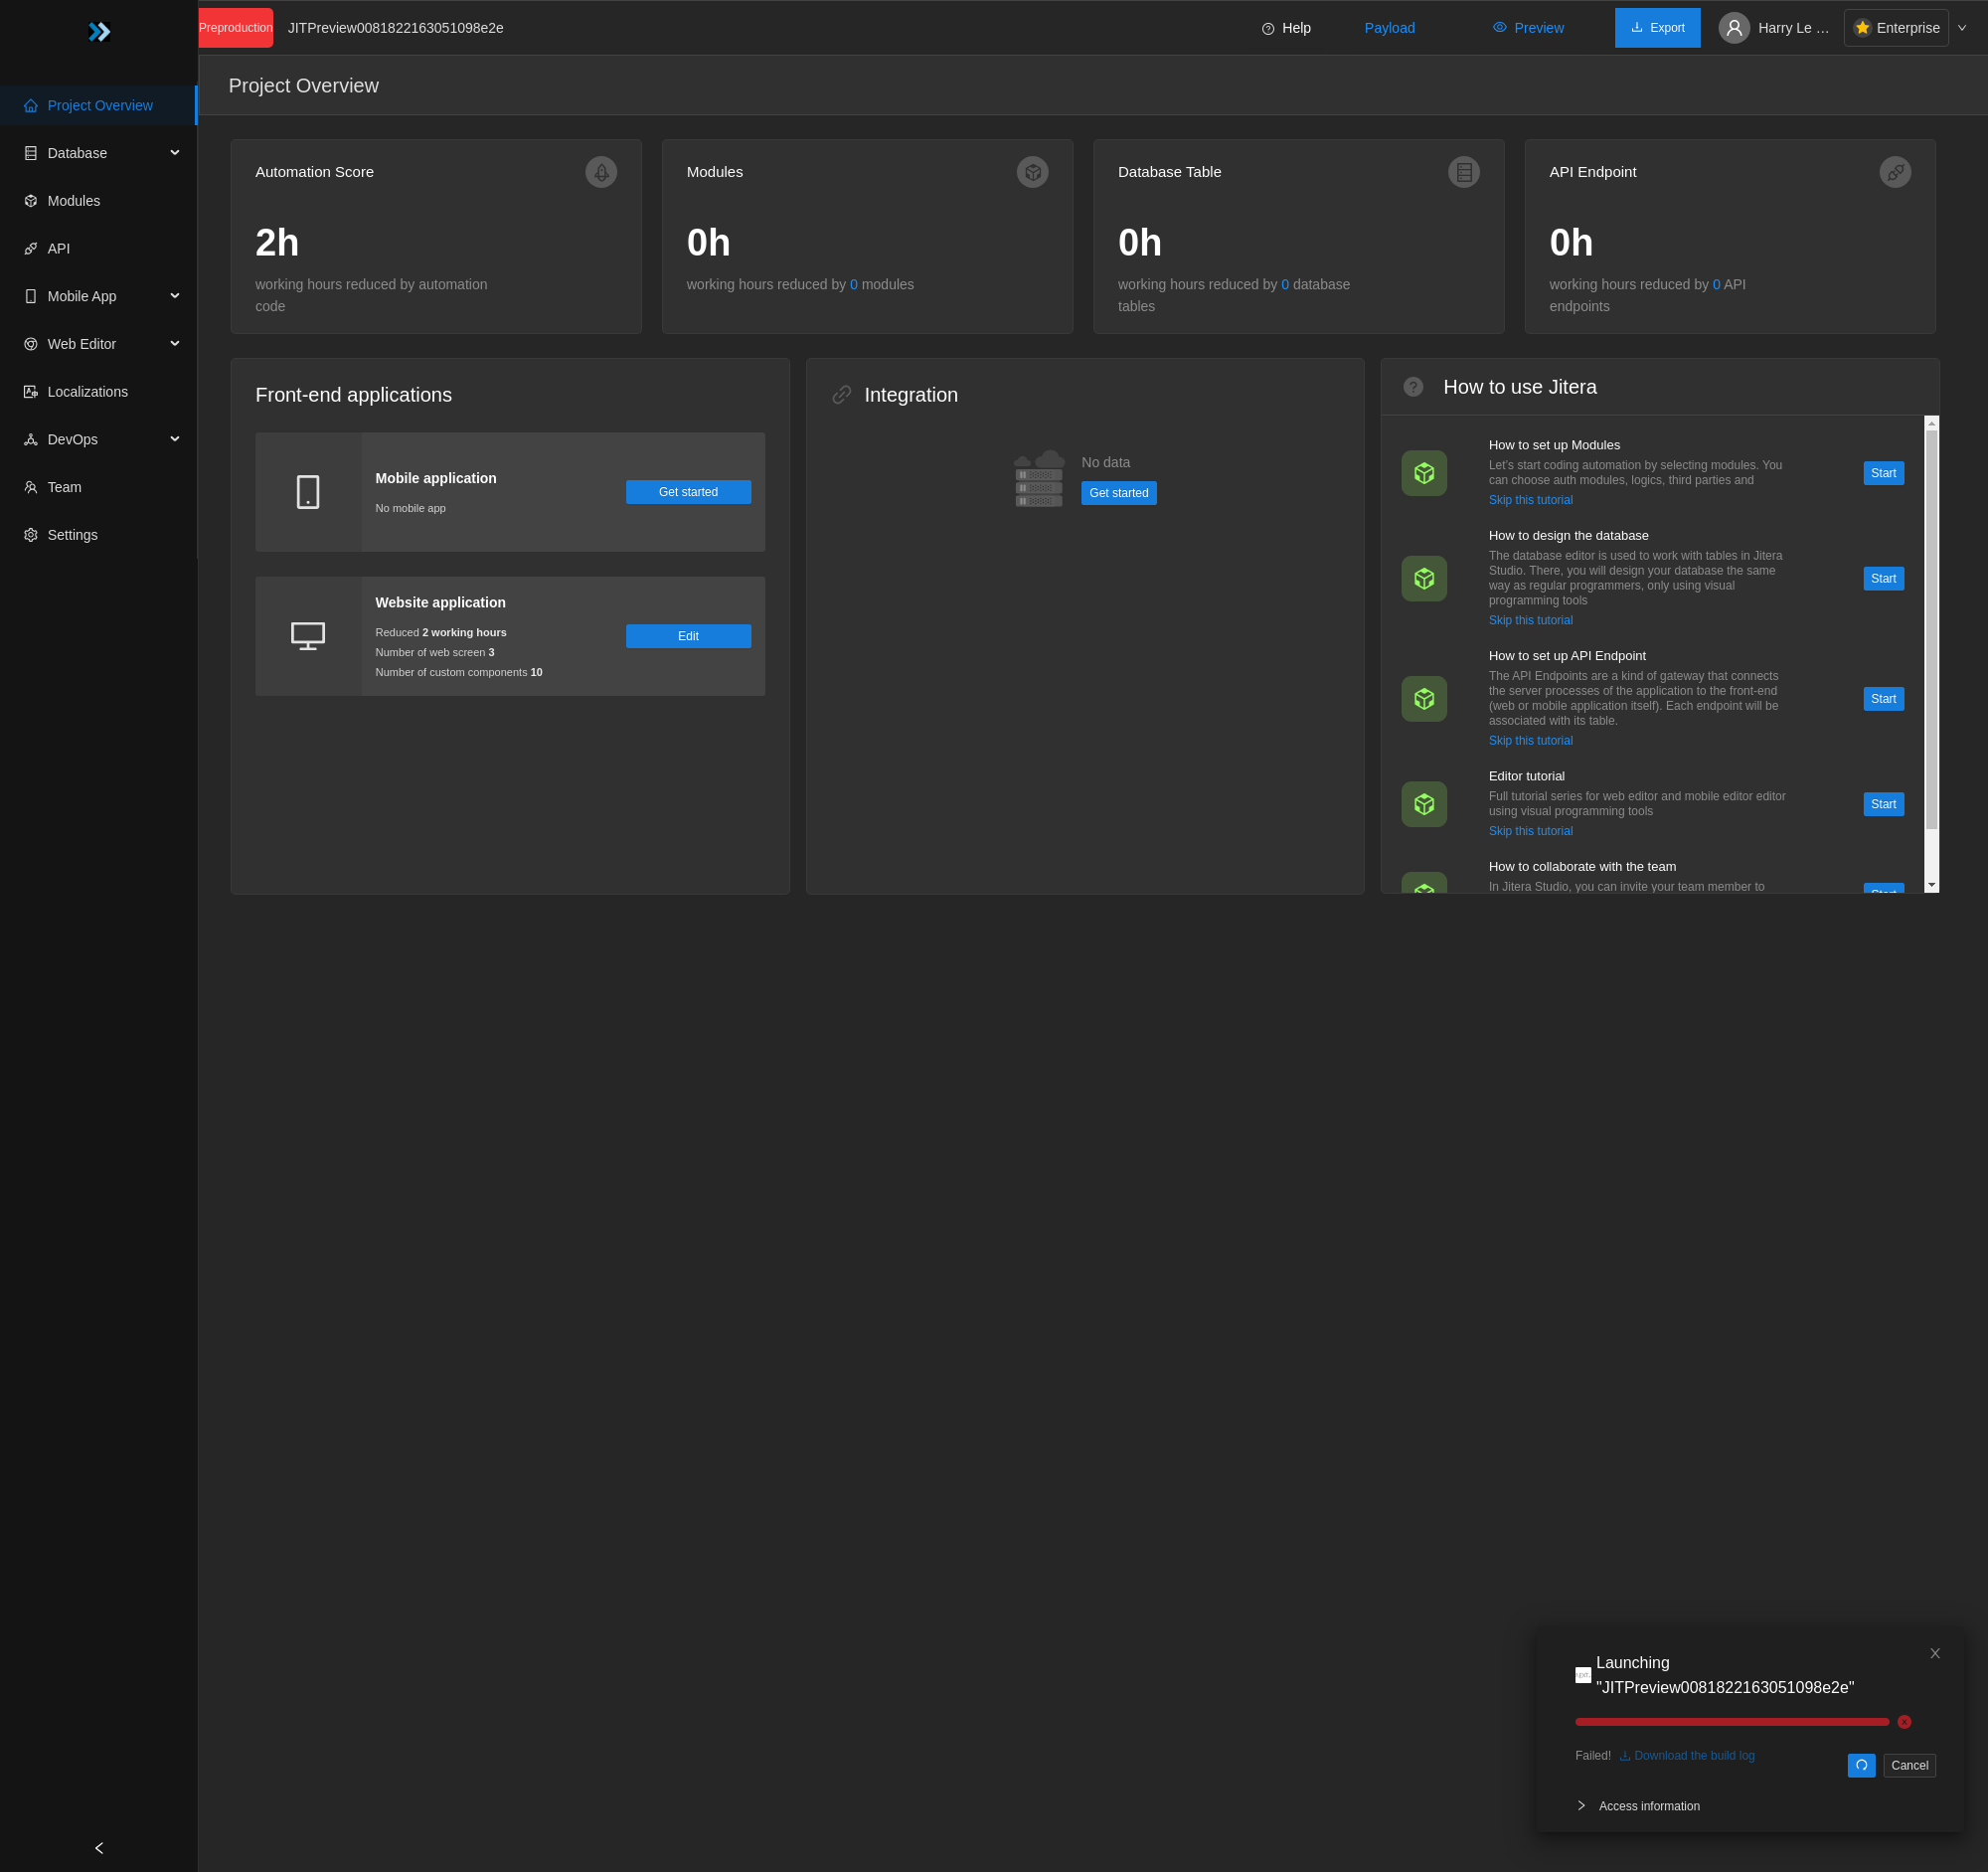 Preproduction
JITPreview0081822163051098e2e
Help
Payload
Preview
Export
Harry Le ...
Enterprise
Project Overview
Database
Modules
API
Mobile App
Web Editor
Localizations
DevOps
Team
Settings
Project Overview
Automation Score
2h
working hours reduced by automation
code
Modules
0h
working hours reduced by 0 modules
Database Table
0h
working hours reduced by 0 database
tables
API Endpoint
0h
working hours reduced by 0 API
endpoints
Front-end applications
Mobile application
No mobile app
Get started
Website application
Reduced 2 working hours
Number of web screen 3
Number of custom components 10
Edit
Integration
No data
Get started
How to use Jitera
How to set up Modules
Let's start coding automation by selecting modules. You
can choose auth modules, logics, third parties and
Skip this tutorial
Start
How to design the database
The database editor is used to work with tables in Jitera
Studio. There, you will design your database the same
way as regular programmers, only using visual
programming tools
Skip this tutorial
Start
How to set up API Endpoint
The API Endpoints are a kind of gateway that connects
the server processes of the application to the front-end
(web or mobile application itself). Each endpoint will be
associated with its table.
Skip this tutorial
Start
Editor tutorial
Full tutorial series for web editor and mobile editor editor
using visual programming tools
Skip this tutorial
Start
How to collaborate with the team
In Jitera Studio, you can invite your team member to
Start
Launching
"JITPreview0081822163051098e2e"
Failed!
Download the build log
Cancel
Access information